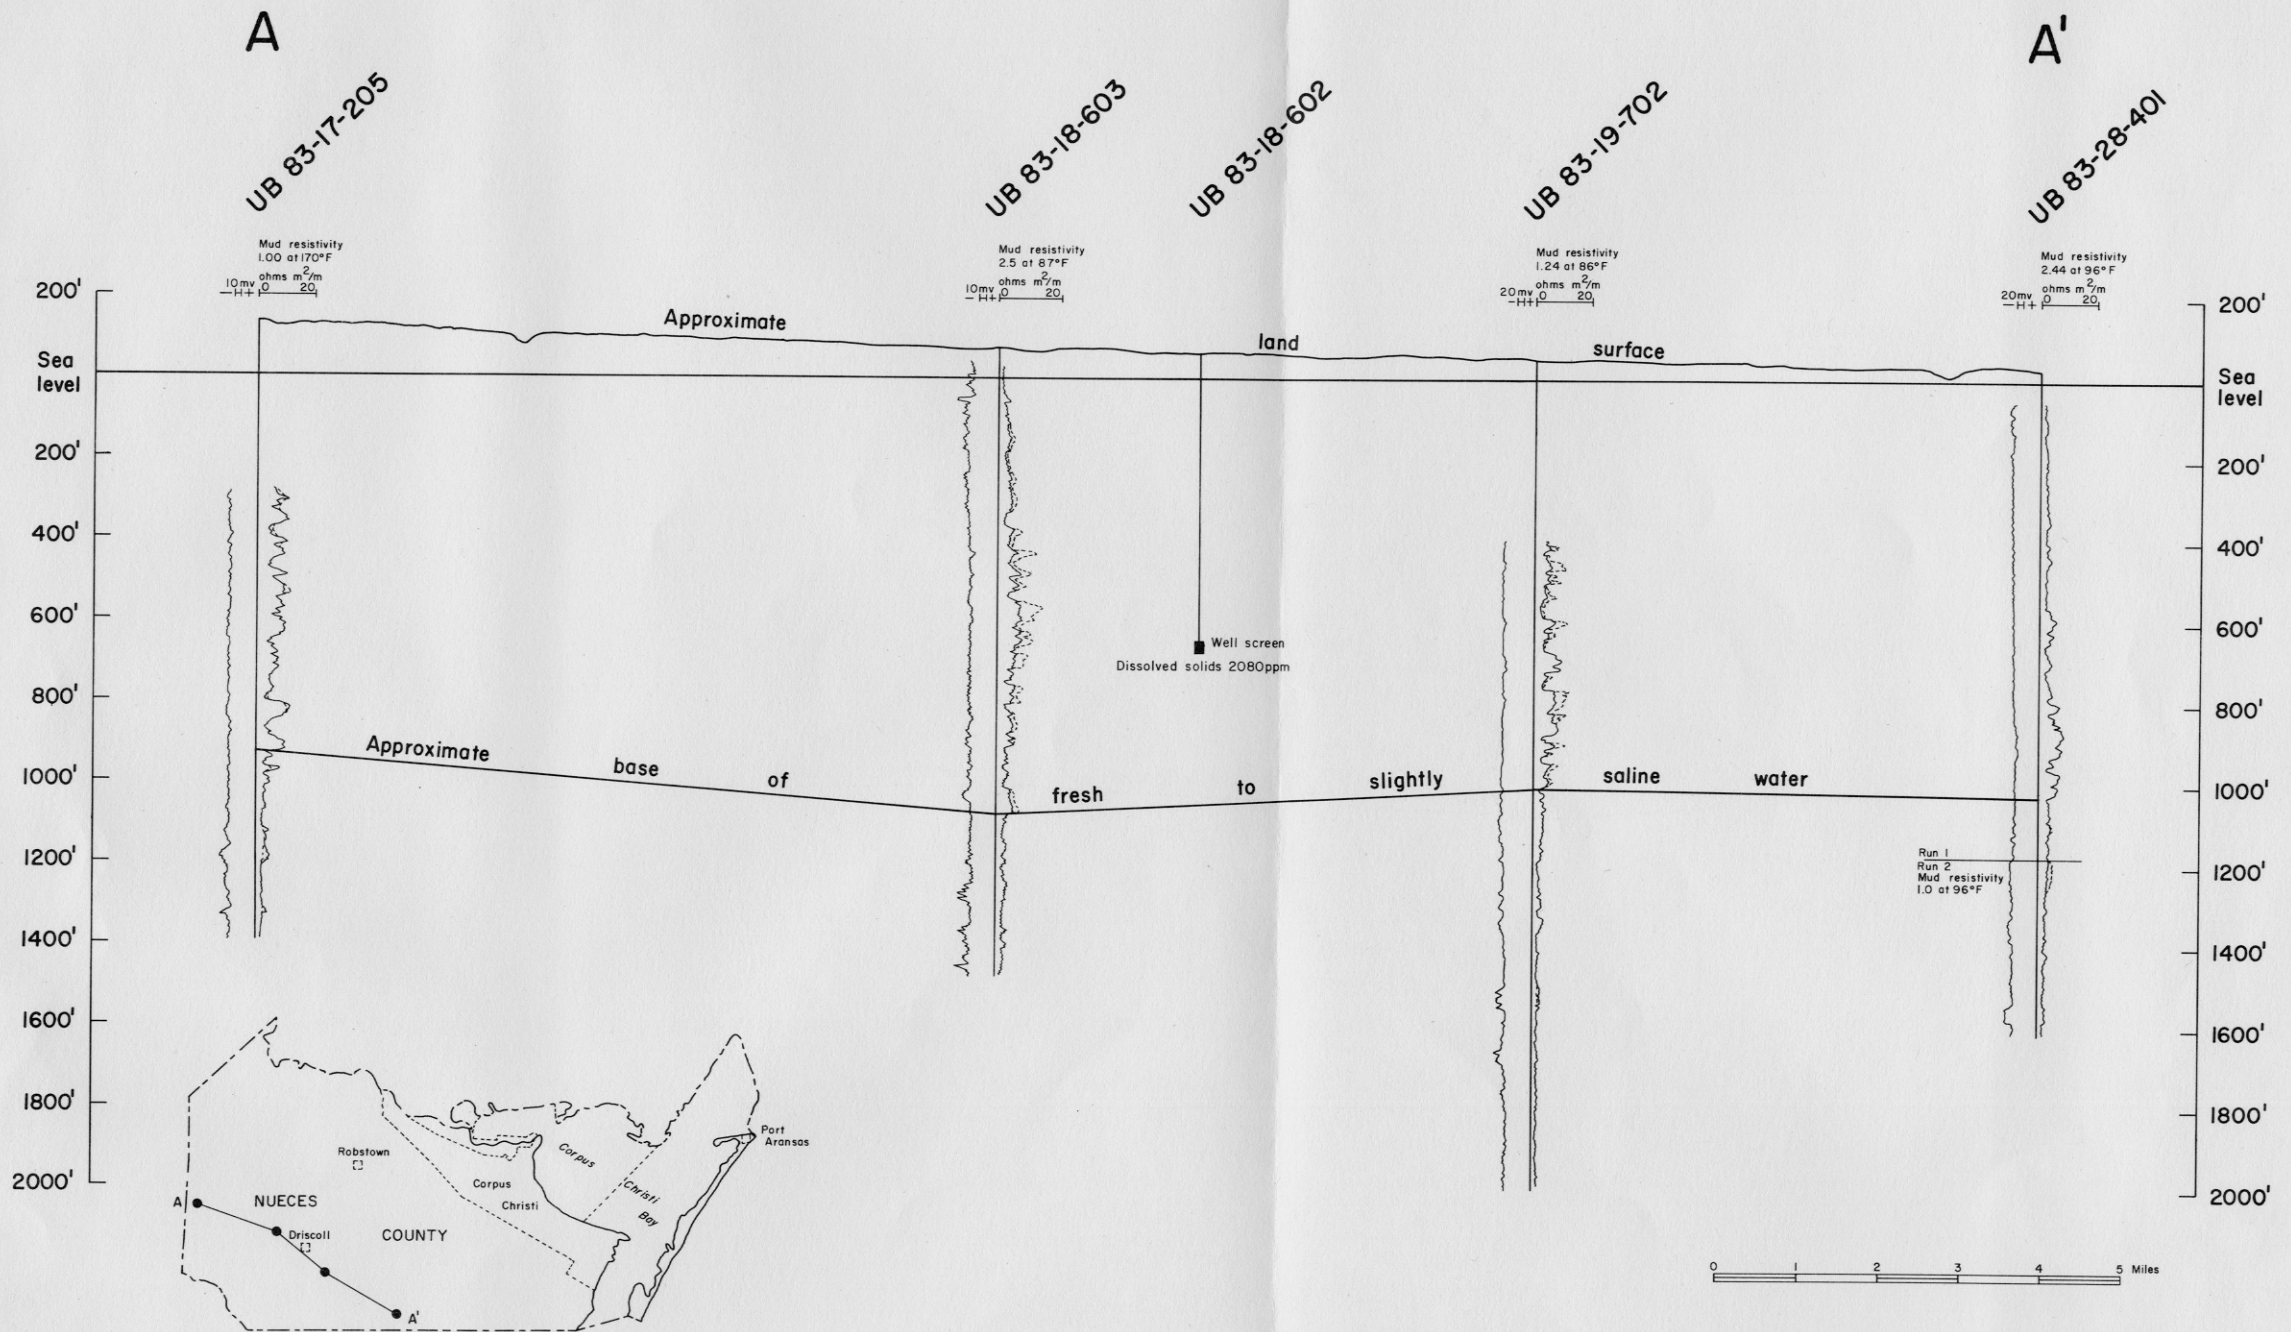 A
A'
UB 83-17-205
UB 83-18-603
UB 83-18-602
UB 83-19-702
UB 83-28-401
Mud resistivity
1.00 at 170°F
ohms m²/m
10mv
- H +
0 20
Mud resistivity
2.5 at 87°F
ohms m²/m
10mv
- H +
0 20
Mud resistivity
1.24 at 86°F
ohms m²/m
20mv
- H +
0 20
Mud resistivity
2.44 at 96°F
ohms m²/m
20mv
- H +
0 20
200'
Sea
level
200'
400'
600'
800'
1000'
1200'
1400'
1600'
1800'
2000'
Approximate land surface
Well screen
Dissolved solids 2080ppm
Approximate base of fresh to slightly saline water
Run 1
Run 2
Mud resistivity
1.0 at 96°F
200'
Sea
level
200'
400'
600'
800'
1000'
1200'
1400'
1600'
1800'
2000'
Port
Aransas
Robstown
Corpus
Christi
Bay
Corpus
Christi
A
NUECES
Driscoll
COUNTY
A'
0 1 2 3 4 5 Miles